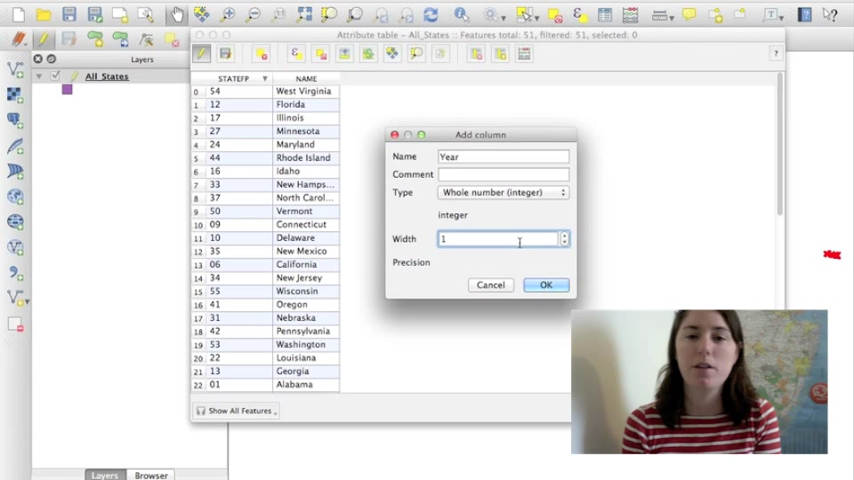 Attribute table - All_States :: Features total: 51, filtered: 51, selected: 0
Layers
All_States
STATEFP NAME
0 54 West Virginia
1 12 Florida
2 17 Illinois
3 27 Minnesota
4 24 Maryland
5 44 Rhode Island
6 16 Idaho
7 33 New Hamps...
8 37 North Carol...
9 50 Vermont
10 09 Connecticut
11 10 Delaware
12 35 New Mexico
13 06 California
14 34 New Jersey
15 55 Wisconsin
16 41 Oregon
17 31 Nebraska
18 42 Pennsylvania
19 53 Washington
20 22 Louisiana
21 13 Georgia
22 01 Alabama
Show All Features
Add column
Name Year
Comment
Type Whole number (integer)
integer
Width 1
Precision
Cancel OK
Layers Browser